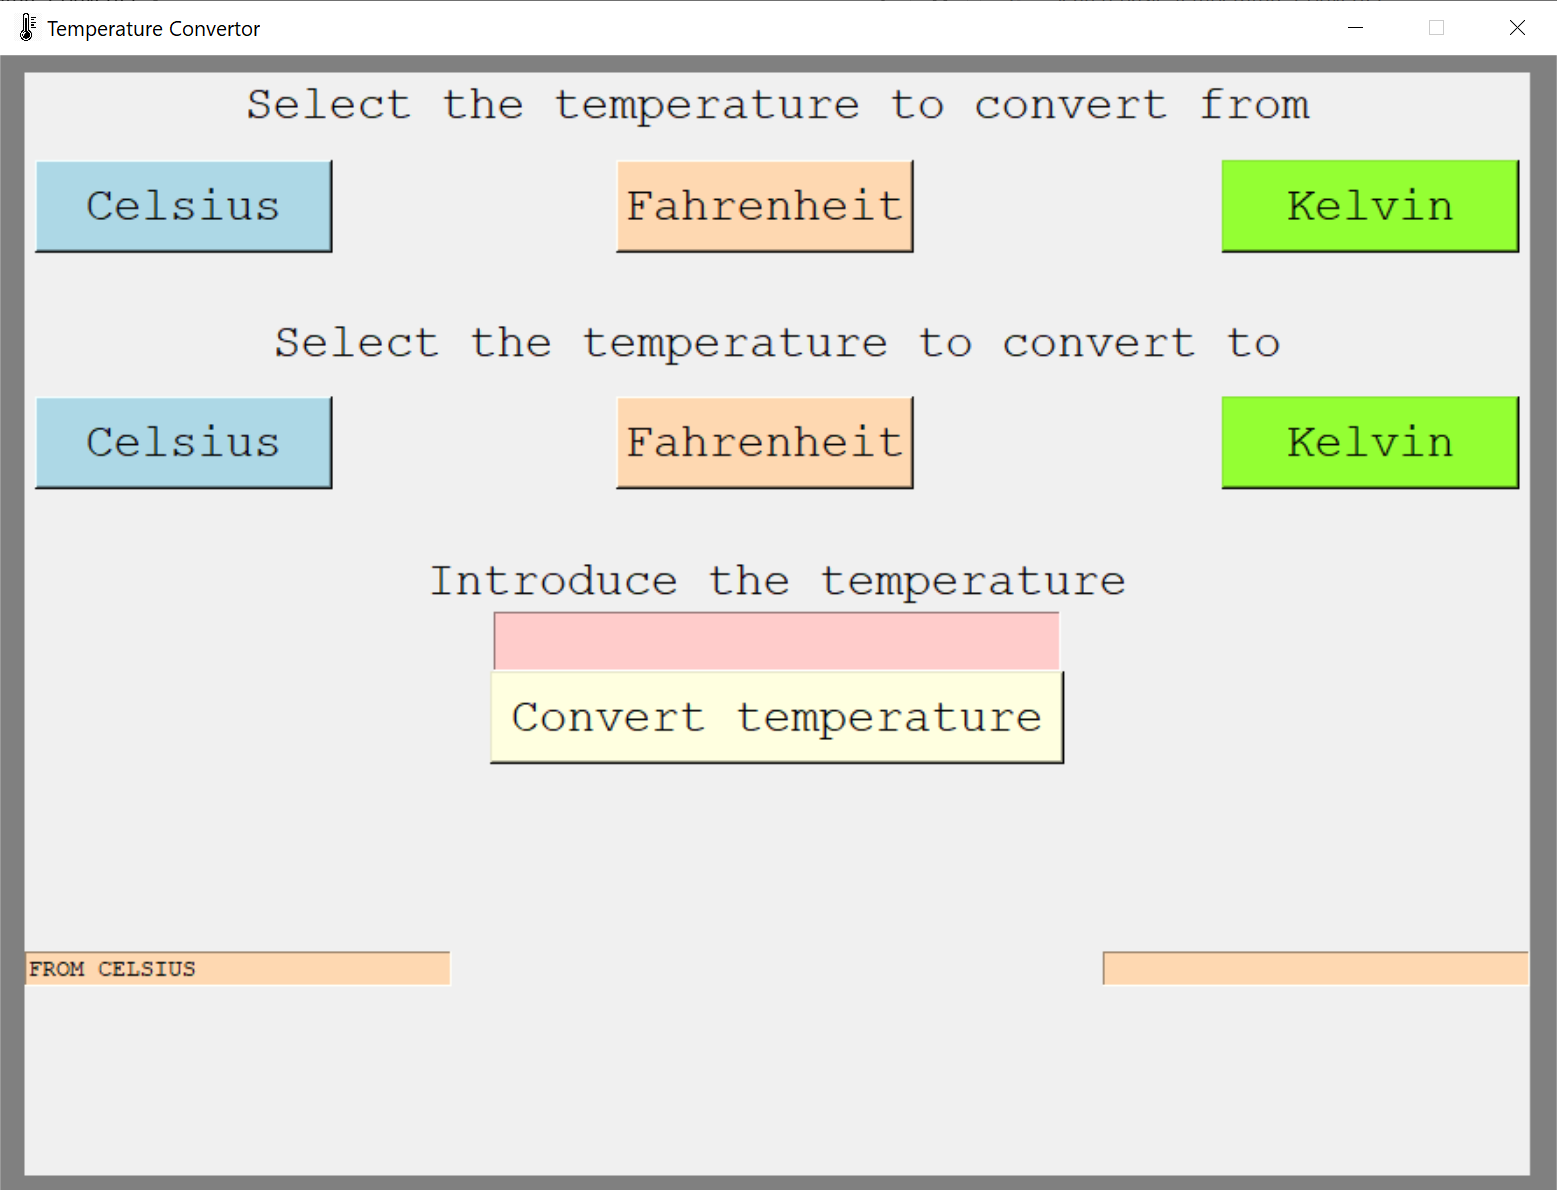 Temperature Convertor
Select the temperature to convert from
Celsius Fahrenheit Kelvin
Select the temperature to convert to
Celsius Fahrenheit Kelvin
Introduce the temperature
Convert temperature
FROM CELSIUS